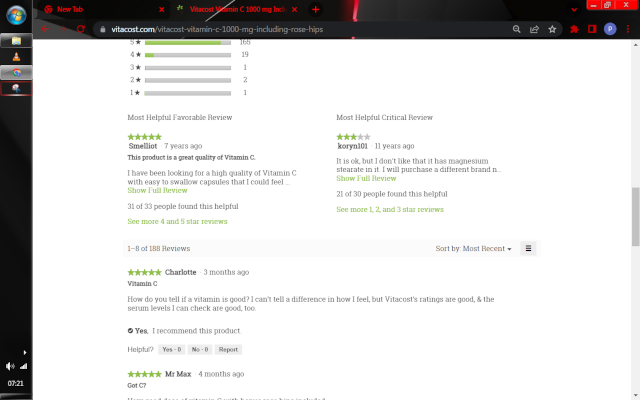 New Tab
Vitacost Vitamin C 1000 mg Inclu
vitacost.com/vitacost-vitamin-c-1000-mg-including-rose-hips
P
5 ★ 165
4 ★ 19
3 ★ 1
2 ★ 2
1 ★ 1
Most Helpful Favorable Review
Smelliot · 7 years ago
This product is a great quality of Vitamin C.
I have been looking for a high quality of Vitamin C
with easy to swallow capsules that I could feel ...
Show Full Review
31 of 33 people found this helpful
See more 4 and 5 star reviews
Most Helpful Critical Review
koryn101 · 11 years ago
It is ok, but I don't like that it has magnesium
stearate in it. I will purchase a different brand n...
Show Full Review
21 of 30 people found this helpful
See more 1, 2, and 3 star reviews
1–8 of 188 Reviews
Sort by: Most Recent
Charlotte · 3 months ago
Vitamin C
How do you tell if a vitamin is good? I can't tell a difference in how I feel, but Vitacost's ratings are good, & the
serum levels I can check are good, too.
Yes, I recommend this product.
Helpful? Yes · 0 No · 0 Report
Mr Max · 4 months ago
Got C?
07:21